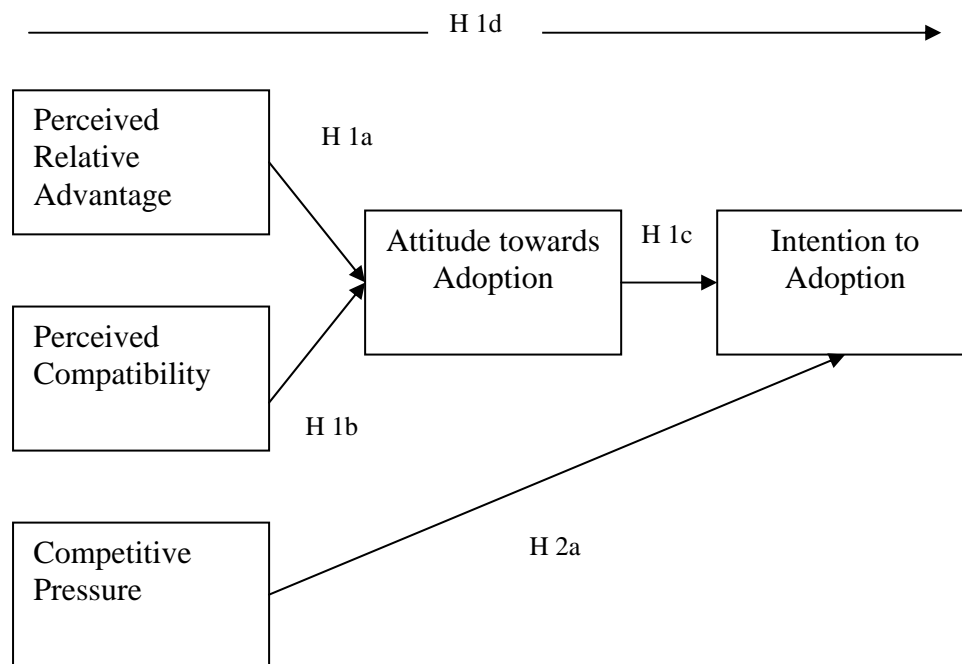 H 1d
Perceived
Relative
Advantage
H 1a
Attitude towards
Adoption
H 1c
Intention to
Adoption
Perceived
Compatibility
H 1b
Competitive
Pressure
H 2a